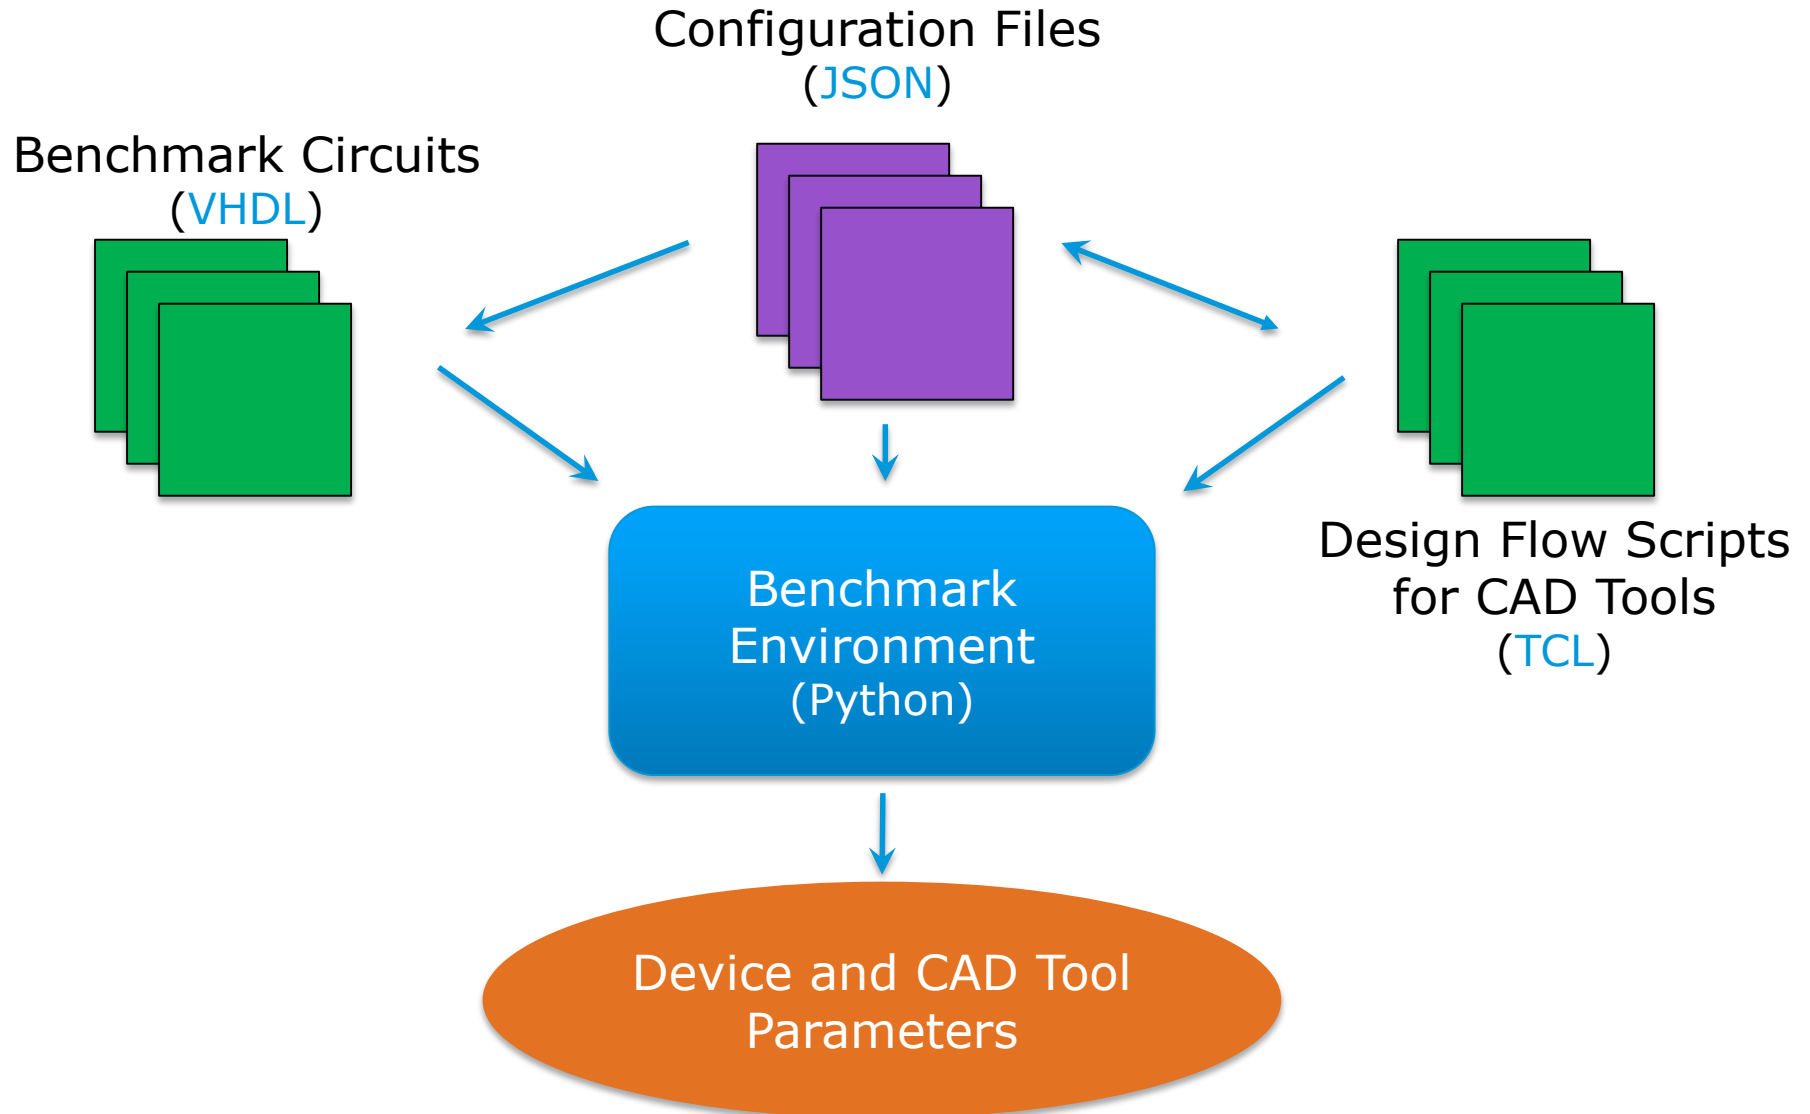 Configuration Files
(JSON)
Benchmark Circuits
(VHDL)
Design Flow Scripts
for CAD Tools
(TCL)
Benchmark
Environment
(Python)
Device and CAD Tool
Parameters